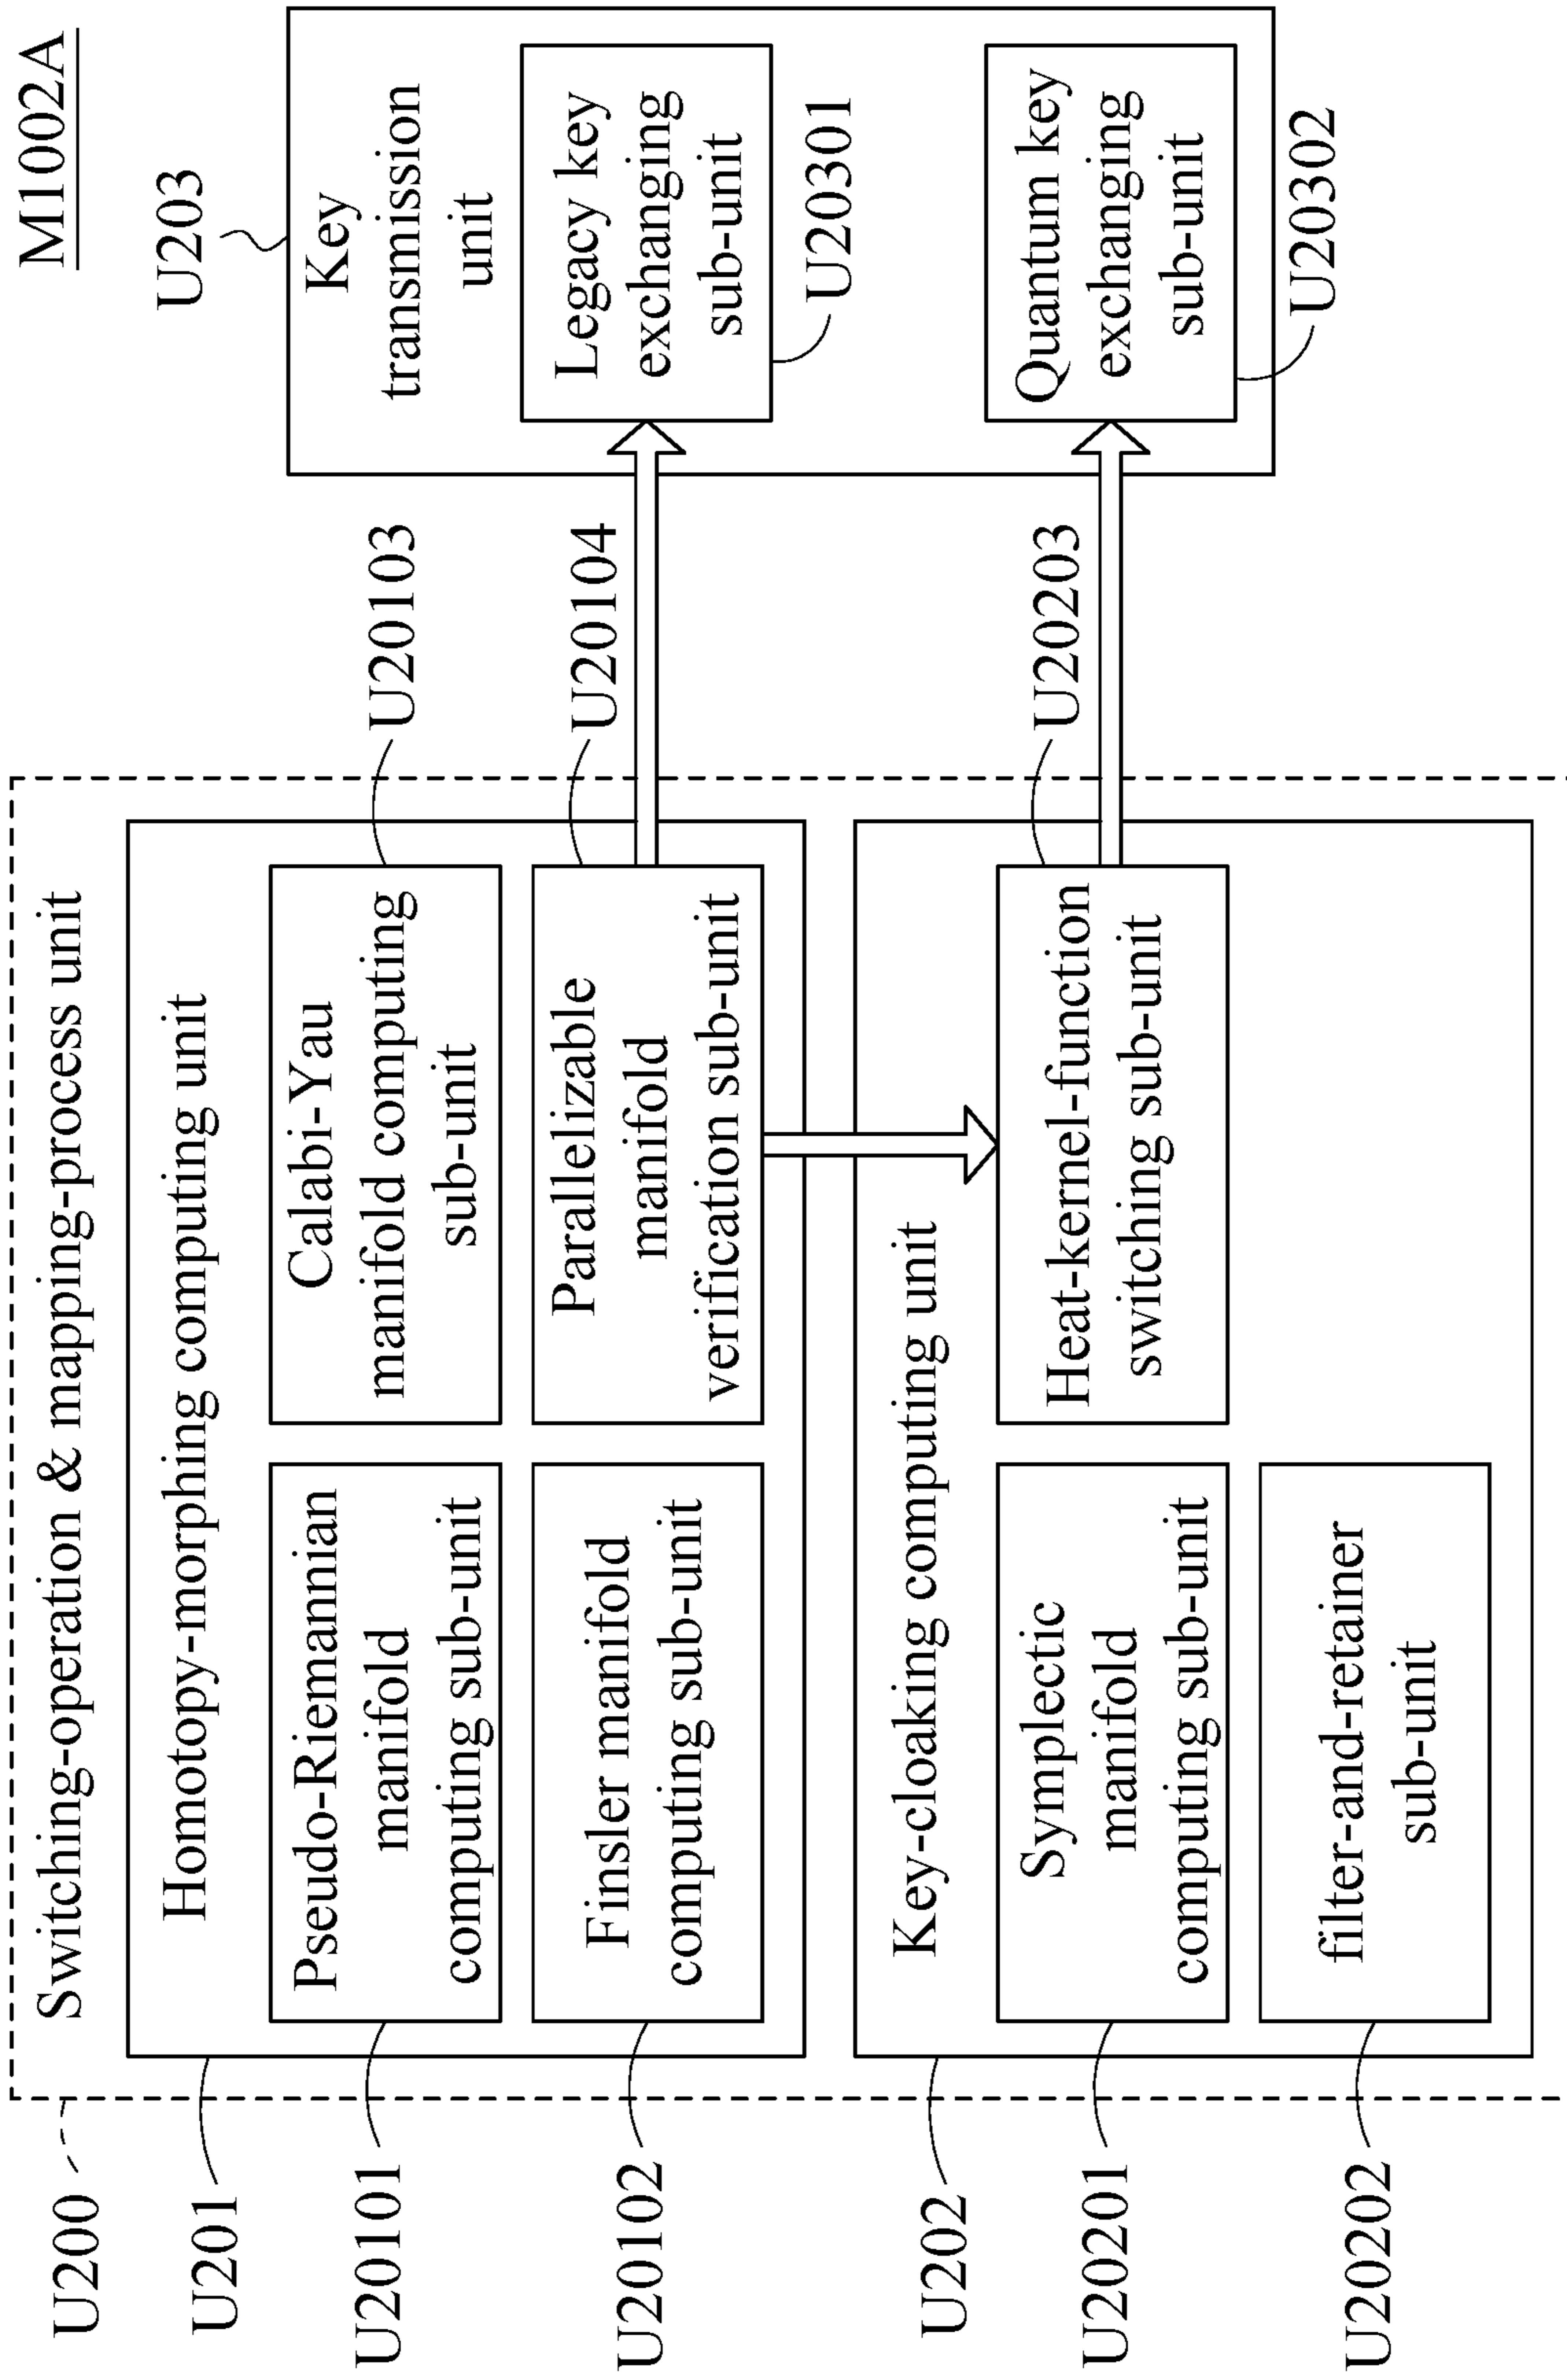 M1002A
U200
Switching-operation & mapping-process unit
U201
Homotopy-morphing computing unit
U20101
Pseudo-Riemannian
manifold
computing sub-unit
Calabi-Yau
manifold computing
sub-unit
U20103
U20102
Finsler manifold
computing sub-unit
Parallelizable
manifold
verification sub-unit
U20104
U202
Key-cloaking computing unit
U20201
Symplectic
manifold
computing sub-unit
Heat-kernel-function
switching sub-unit
U20203
U20202
filter-and-retainer
sub-unit
U203
Key
transmission
unit
Legacy key
exchanging
sub-unit
U20301
Quantum key
exchanging
sub-unit
U20302